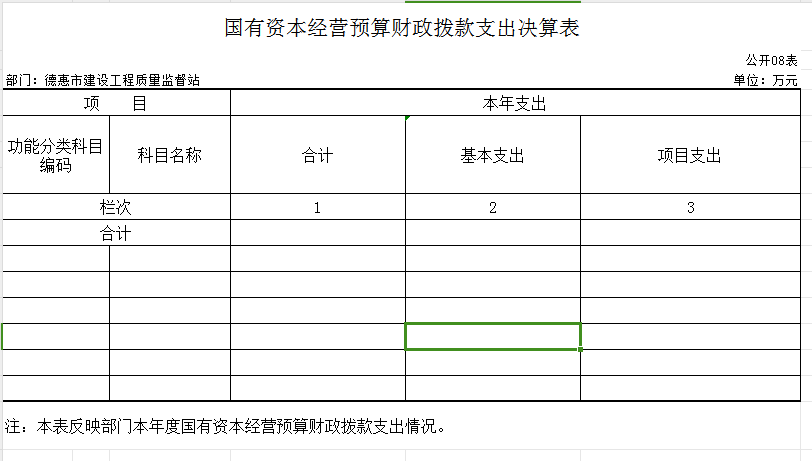 国有资本经营预算财政拨款支出决算表
公开08表
部门：德惠市建设工程质量监督站 单位：万元
项 目 本年支出
功能分类科目
编码 科目名称 合计 基本支出 项目支出
栏次 1 2 3
合计
注：本表反映部门本年度国有资本经营预算财政拨款支出情况。